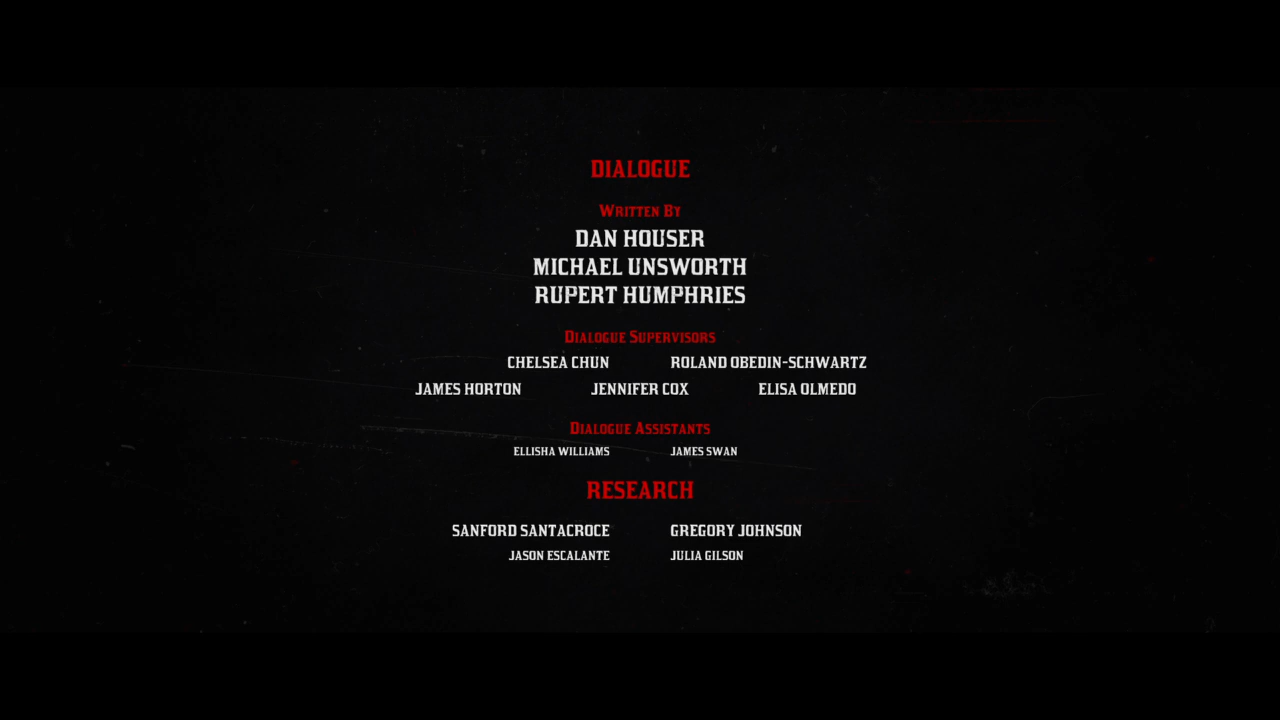 DIALOGUE
WRITTEN BY
DAN HOUSER
MICHAEL UNSWORTH
RUPERT HUMPHRIES
DIALOGUE SUPERVISORS
CHELSEA CHUN ROLAND OBEDIN-SCHWARTZ
JAMES HORTON JENNIFER COX ELISA OLMEDO
DIALOGUE ASSISTANTS
ELLISHA WILLIAMS JAMES SWAN
RESEARCH
SANFORD SANTACROCE GREGORY JOHNSON
JASON ESCALANTE JULIA GILSON